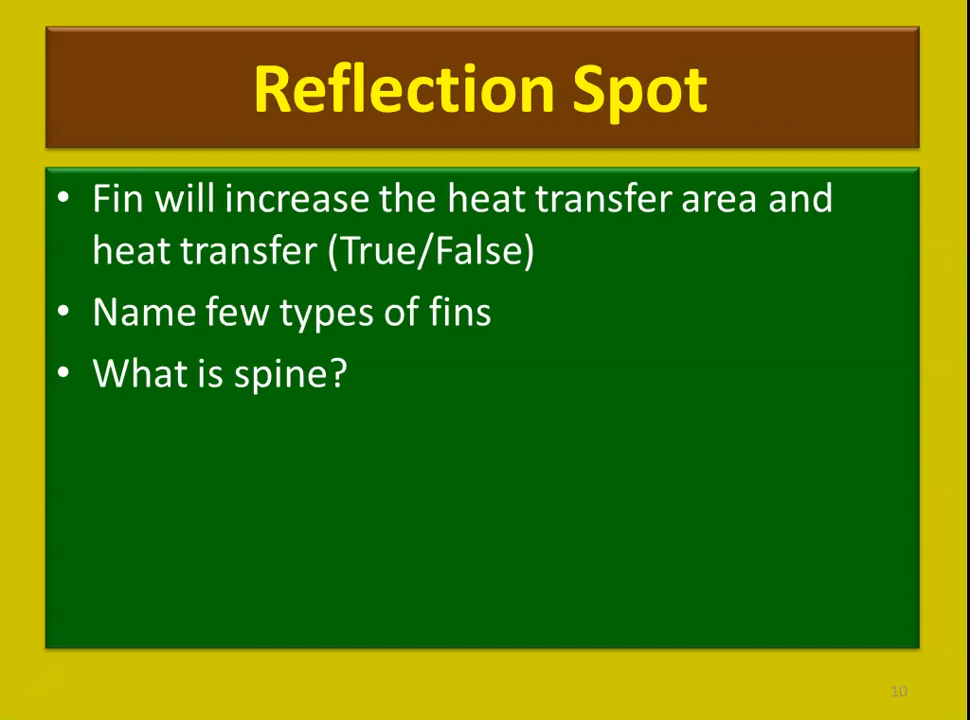 Reflection Spot
• Fin will increase the heat transfer area and
heat transfer (True/False)
• Name few types of fins
• What is spine?
10